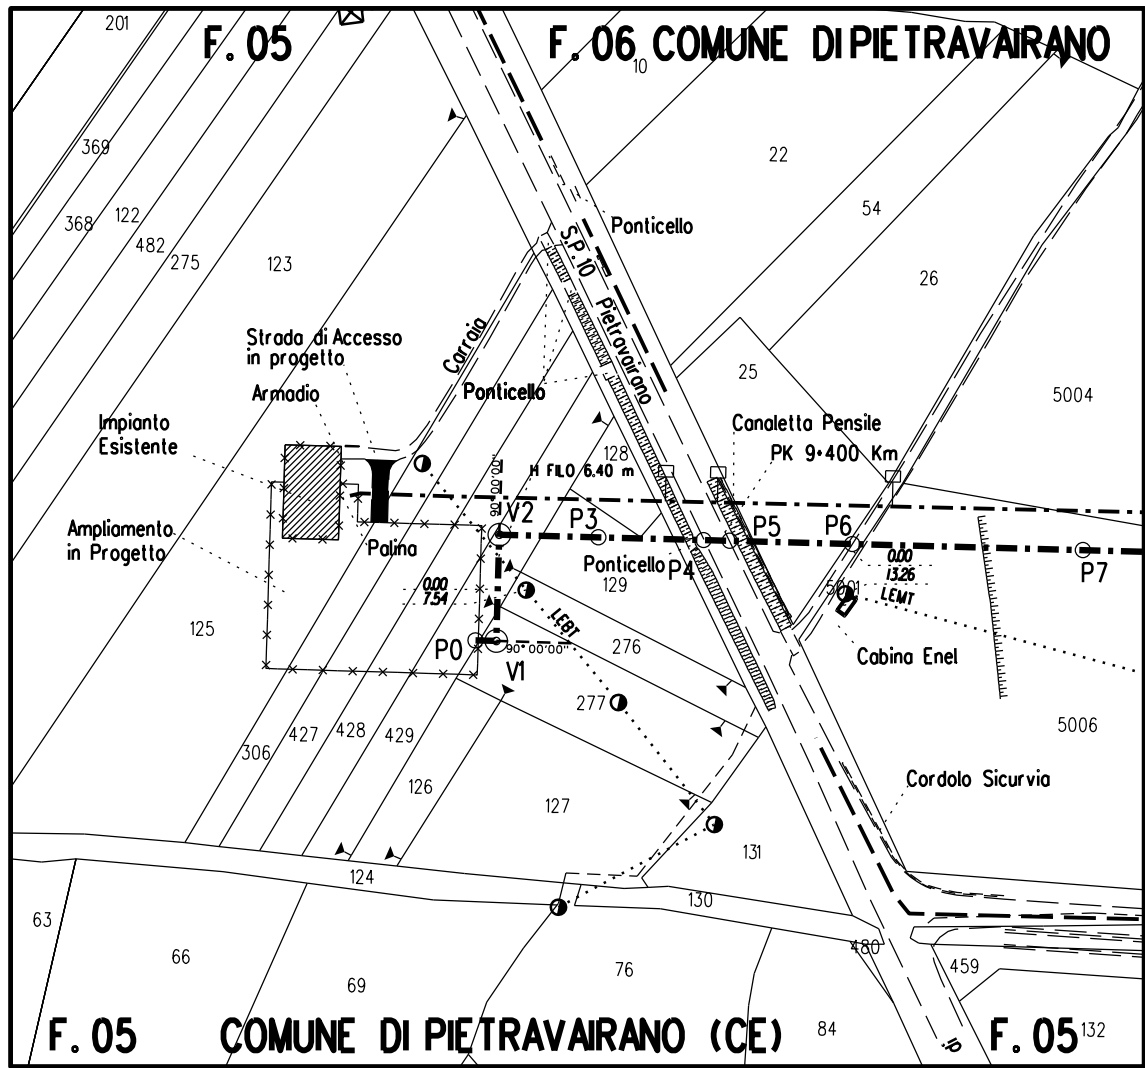 201
F. 05
F. 06 COMUNE DI PIETRAVAIRANO
10
369
22
368
122
482
275
123
54
26
Ponticello
S.P. 10
Pietravairano
Strada di Accesso
in progetto
Carraia
Armadio
Ponticello
25
5004
Impianto
Esistente
Canaletta Pensile
PK 9+400 Km
128
H FILO 6.40 m
90°00'00"
Ampliamento
in Progetto
Palina
V2
P3
P4
P5
P6
P7
Ponticello
0.00
7.54
0.00
13.26
LEMT
5001
129
LEBT
125
P0
90°00'00"
V1
276
Cabina Enel
277
5006
306
427
428
429
126
127
Cordolo Sicurvia
131
124
130
63
66
69
76
480
459
84
132
di
F. 05
COMUNE DI PIETRAVAIRANO (CE)
F. 05